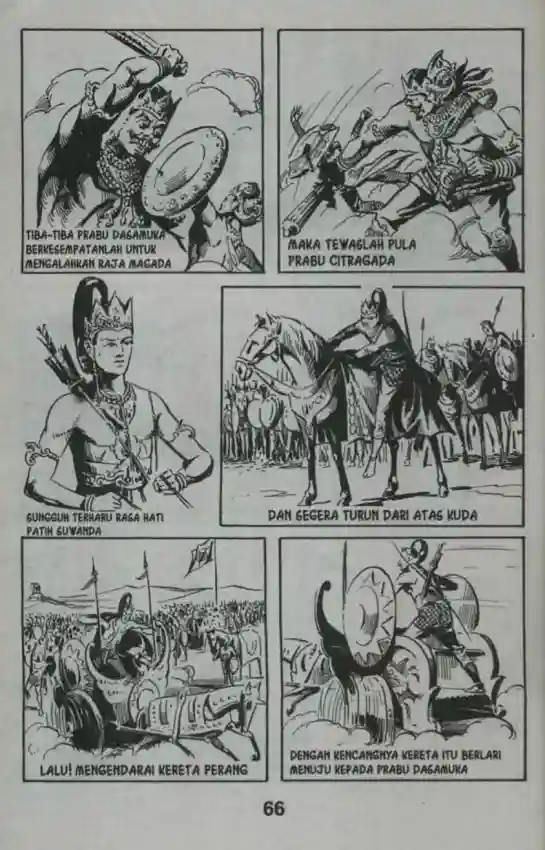 TIBA-TIBA PRABU DASAMUKA
BERKESEMPATANLAH UNTUK
MENGALAHKAN RAJA MAGADA
MAKA TEWASLAH PULA
PRABU CITRAGADA
SUNGGUH TERHARU RASA HATI
PATIH SUWANDA
DAN SEGERA TURUN DARI ATAS KUDA
LALU! MENGENDARAI KERETA PERANG
DENGAN KENCANGNYA KERETA ITU BERLARI
MENUJU KEPADA PRABU DASAMUKA
66